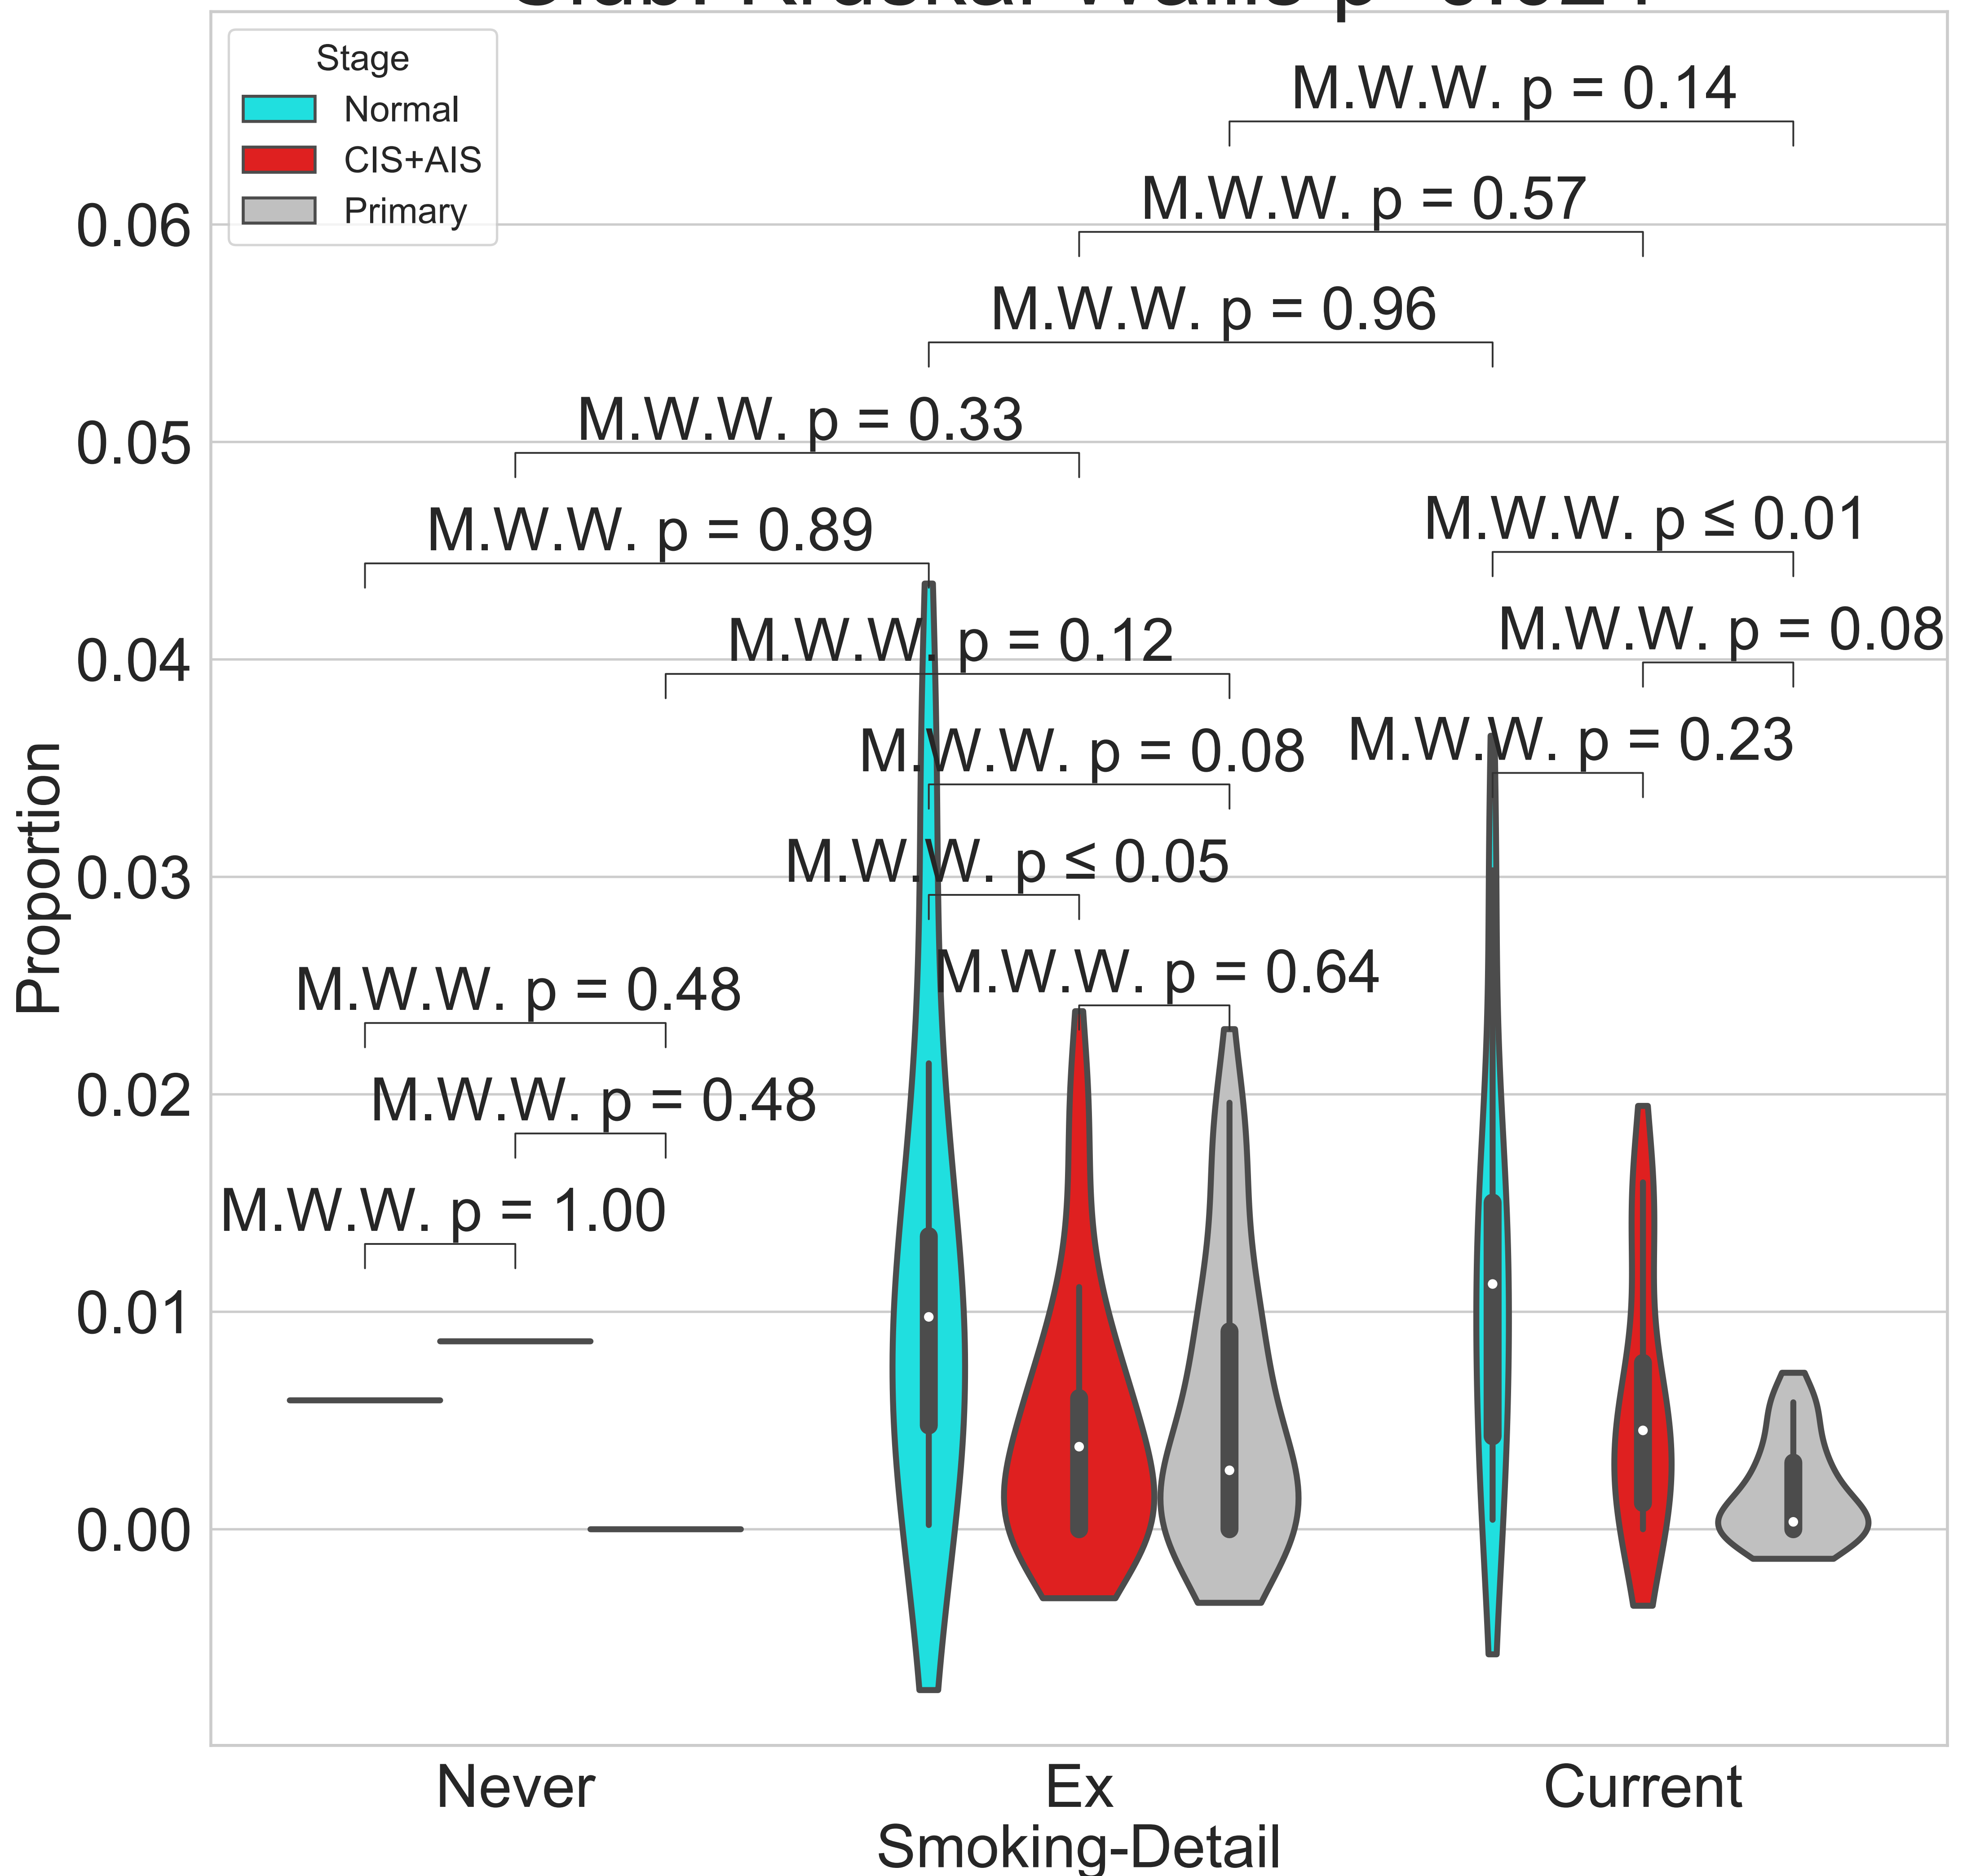 Stage
Normal
CIS+AIS
Primary
M.W.W. p = 0.14
M.W.W. p = 0.57
M.W.W. p = 0.96
M.W.W. p = 0.33
M.W.W. p ≤ 0.01
M.W.W. p = 0.89
M.W.W. p = 0.12
M.W.W. p = 0.08
M.W.W. p = 0.08
M.W.W. p = 0.23
M.W.W. p ≤ 0.05
M.W.W. p = 0.64
M.W.W. p = 0.48
M.W.W. p = 0.48
M.W.W. p = 1.00
0.06
0.05
0.04
0.03
0.02
0.01
0.00
Proportion
Never
Ex
Current
Smoking-Detail